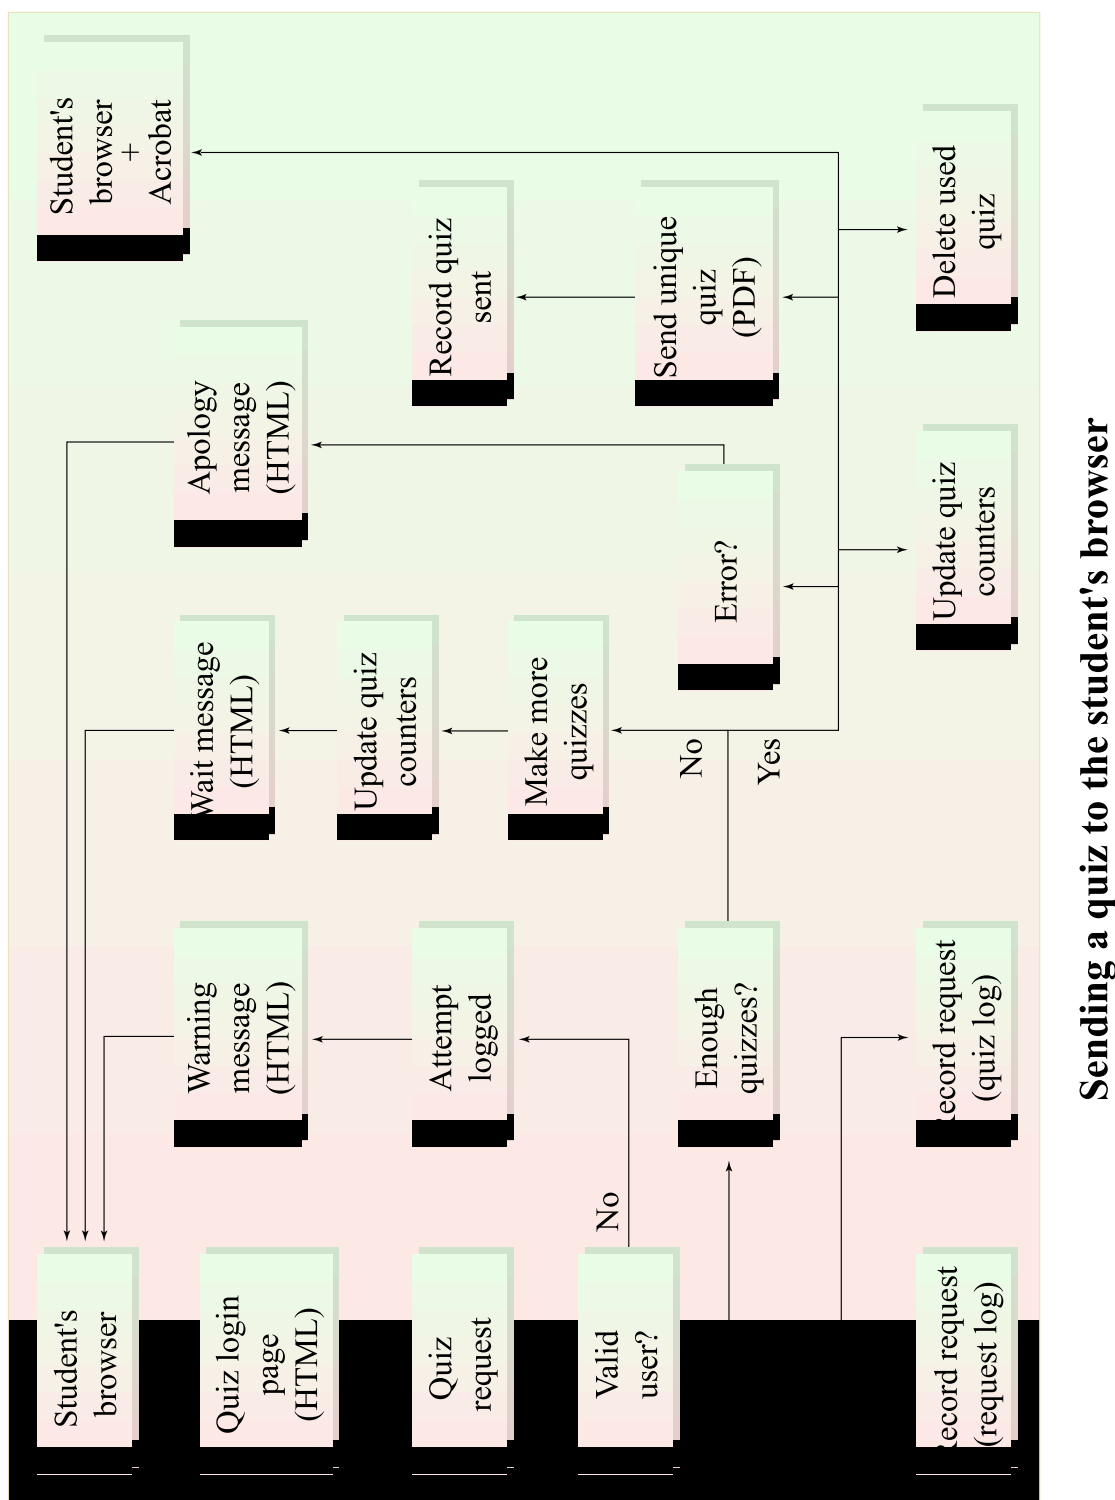 Student's
browser
Student's
browser
+
Acrobat
Quiz login
page
(HTML)
Warning
message
(HTML)
Wait message
(HTML)
Apology
message
(HTML)
Update quiz
counters
Quiz
request
Attempt
logged
Record quiz
sent
Make more
quizzes
Valid
user?
No
Enough
quizzes?
No
Yes
Error?
Send unique
quiz
(PDF)
Record request
(request log)
Record request
(quiz log)
Update quiz
counters
Delete used
quiz
Sending a quiz to the student's browser